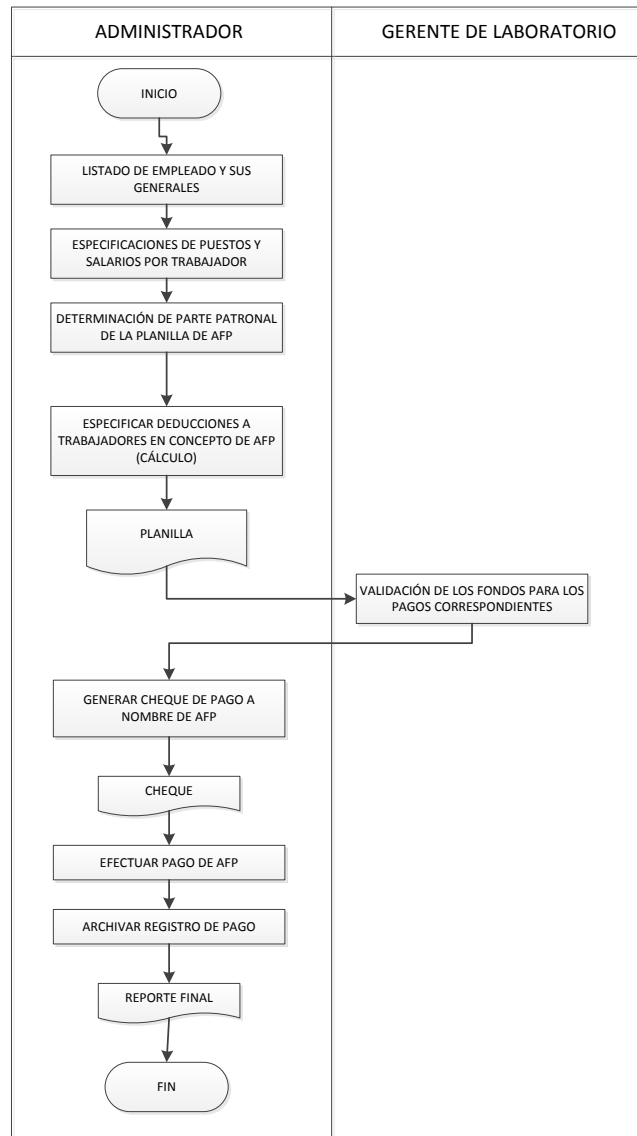 ADMINISTRADOR
GERENTE DE LABORATORIO
INICIO
LISTADO DE EMPLEADO Y SUS
GENERALES
ESPECIFICACIONES DE PUESTOS Y
SALARIOS POR TRABAJADOR
DETERMINACIÓN DE PARTE PATRONAL
DE LA PLANILLA DE AFP
ESPECIFICAR DEDUCCIONES A
TRABAJADORES EN CONCEPTO DE AFP
(CÁLCULO)
PLANILLA
VALIDACIÓN DE LOS FONDOS PARA LOS
PAGOS CORRESPONDIENTES
GENERAR CHEQUE DE PAGO A
NOMBRE DE AFP
CHEQUE
EFECTUAR PAGO DE AFP
ARCHIVAR REGISTRO DE PAGO
REPORTE FINAL
FIN